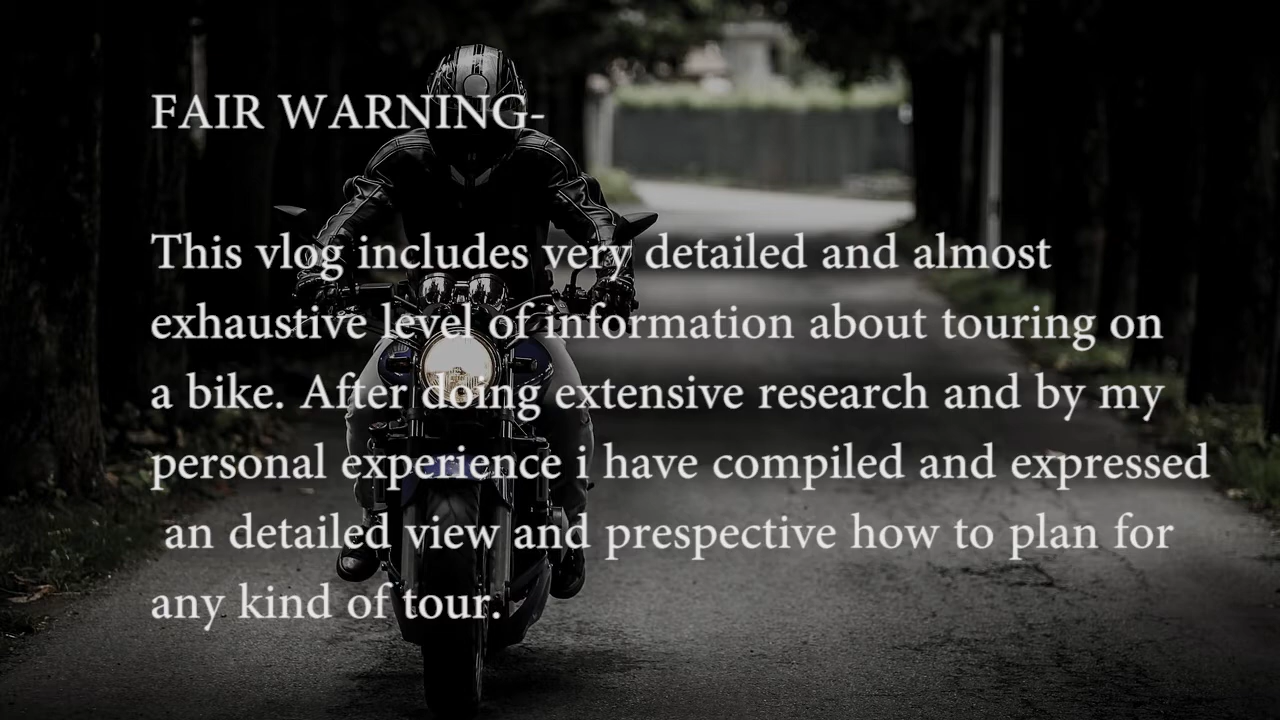 FAIR WARNING-
This vlog includes very detailed and almost
exhaustive level of information about touring on
a bike. After doing extensive research and by my
personal experience i have compiled and expressed
an detailed view and prespective how to plan for
any kind of tour.